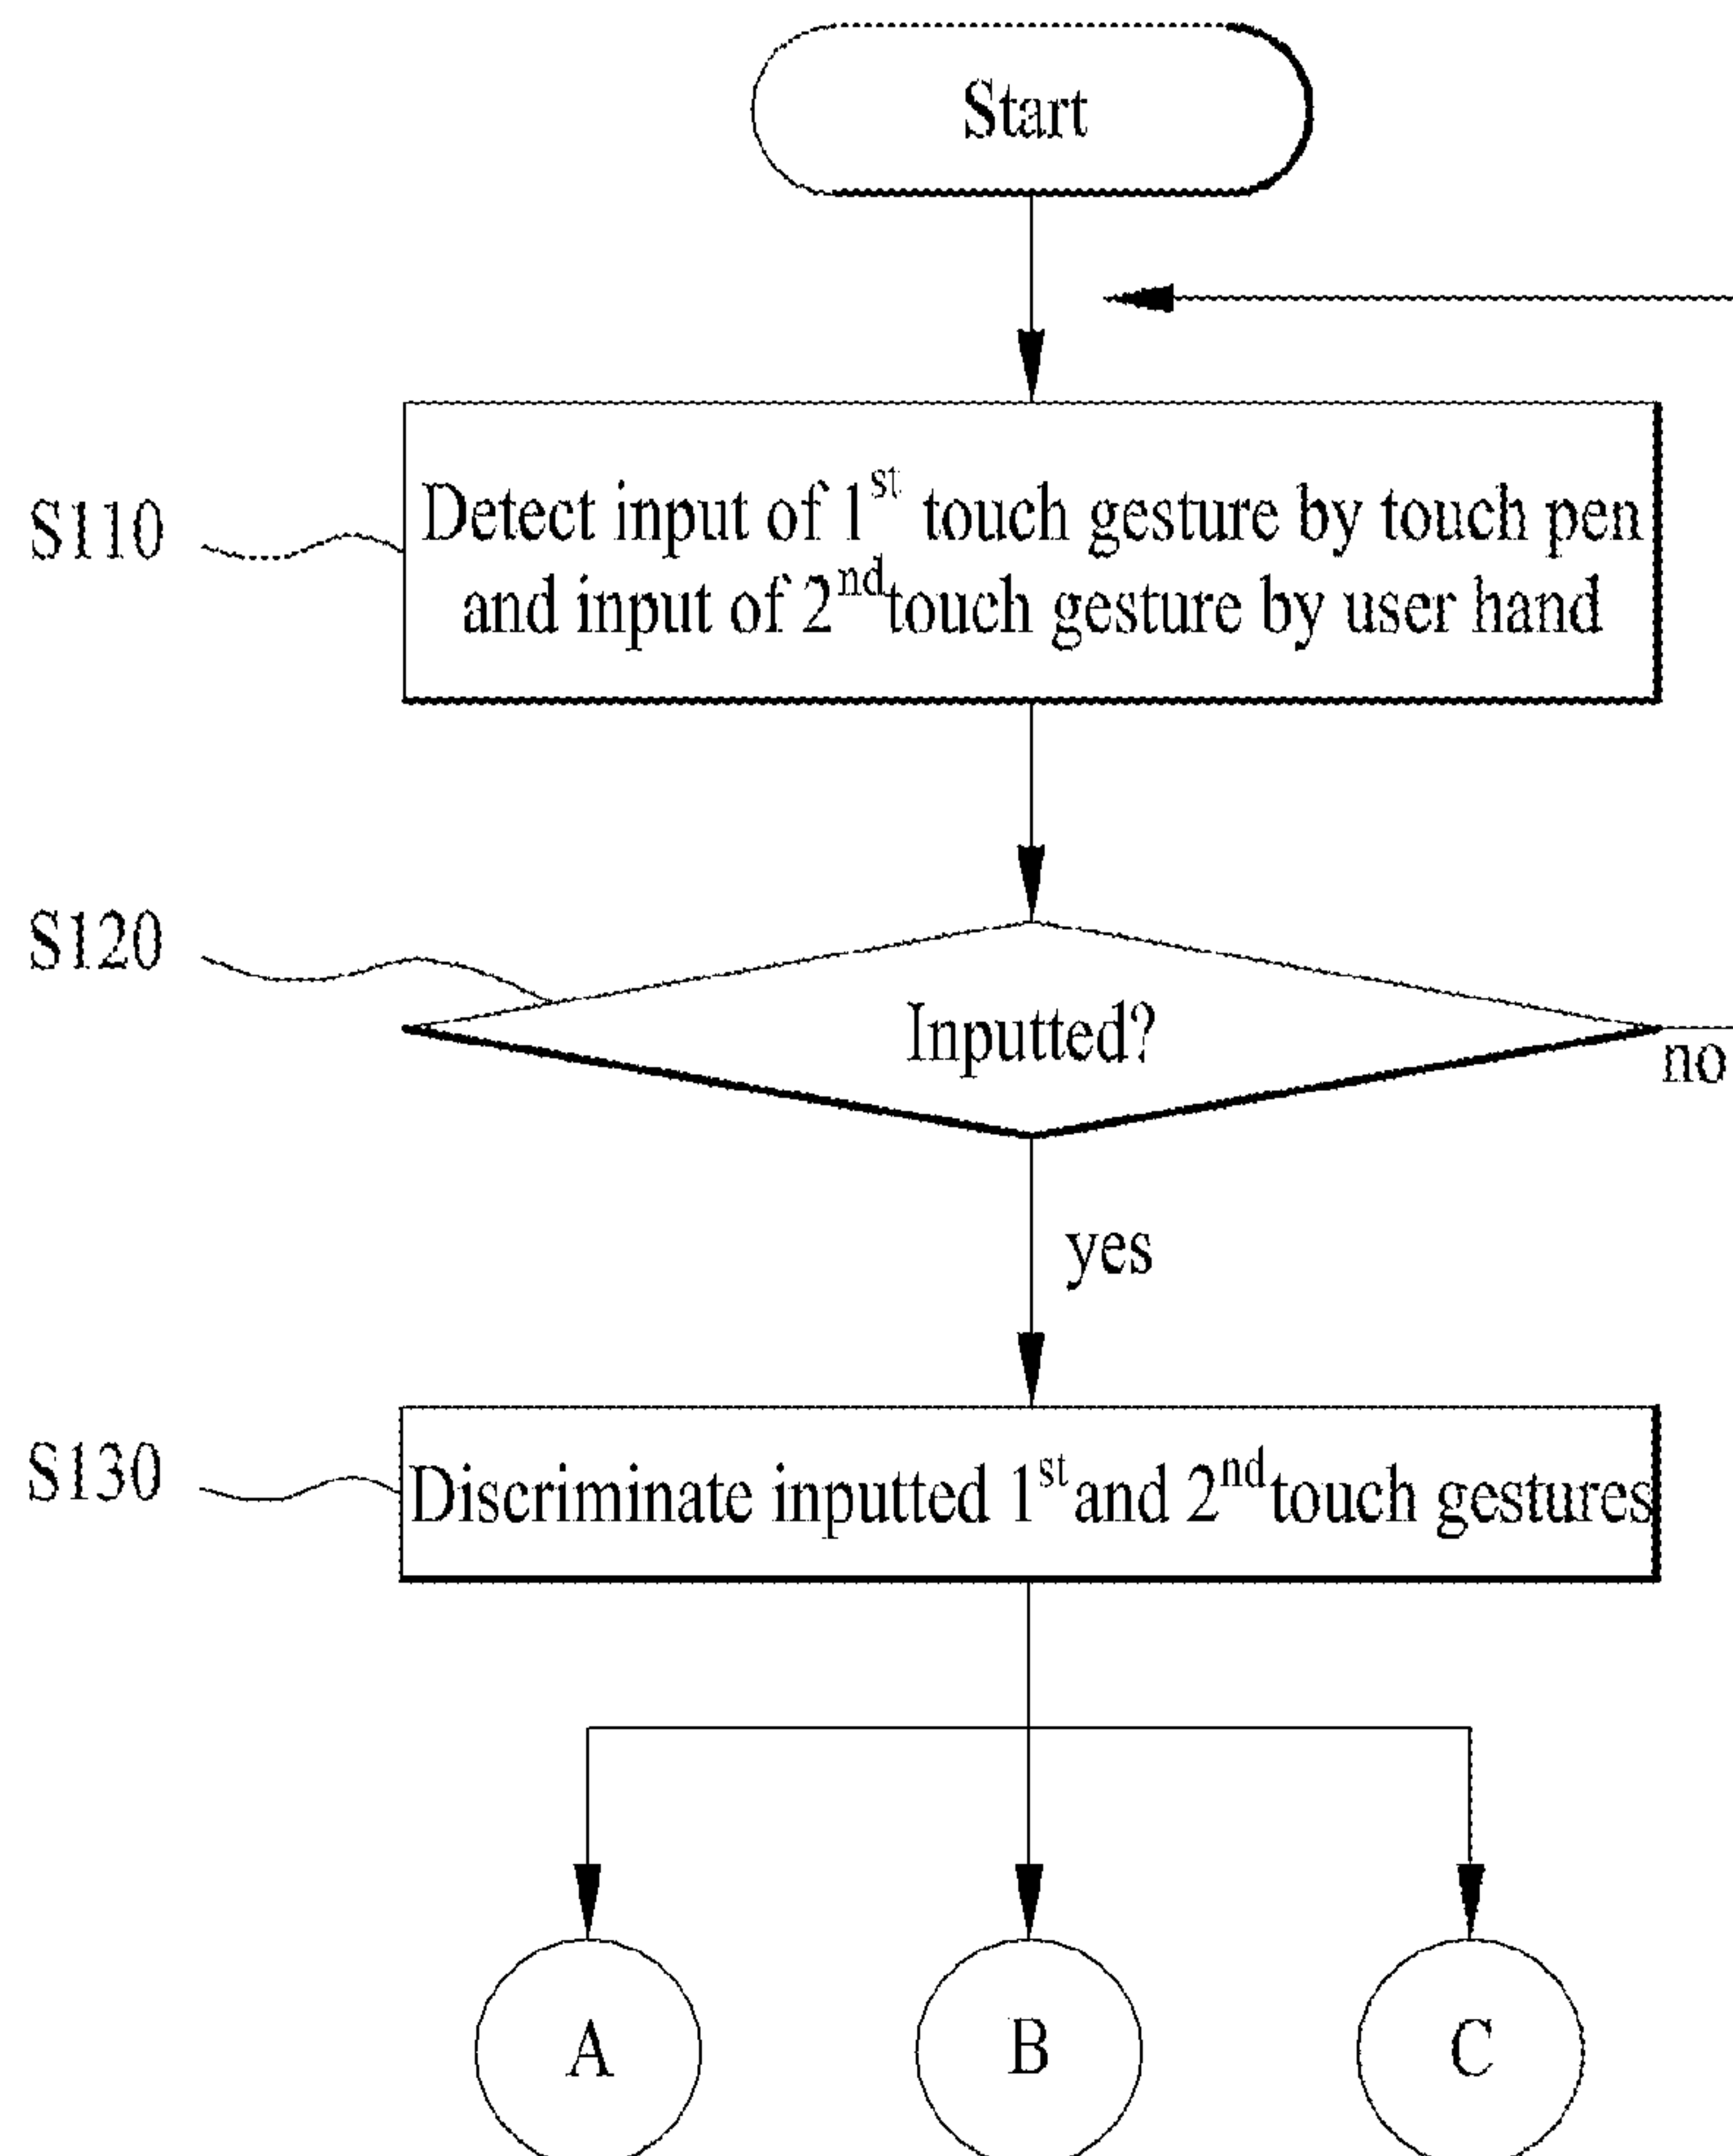 Start
S110
Detect input of 1st touch gesture by touch pen
and input of 2nd touch gesture by user hand
S120
Inputted?
no
yes
S130
Discriminate inputted 1st and 2nd touch gestures
A
B
C